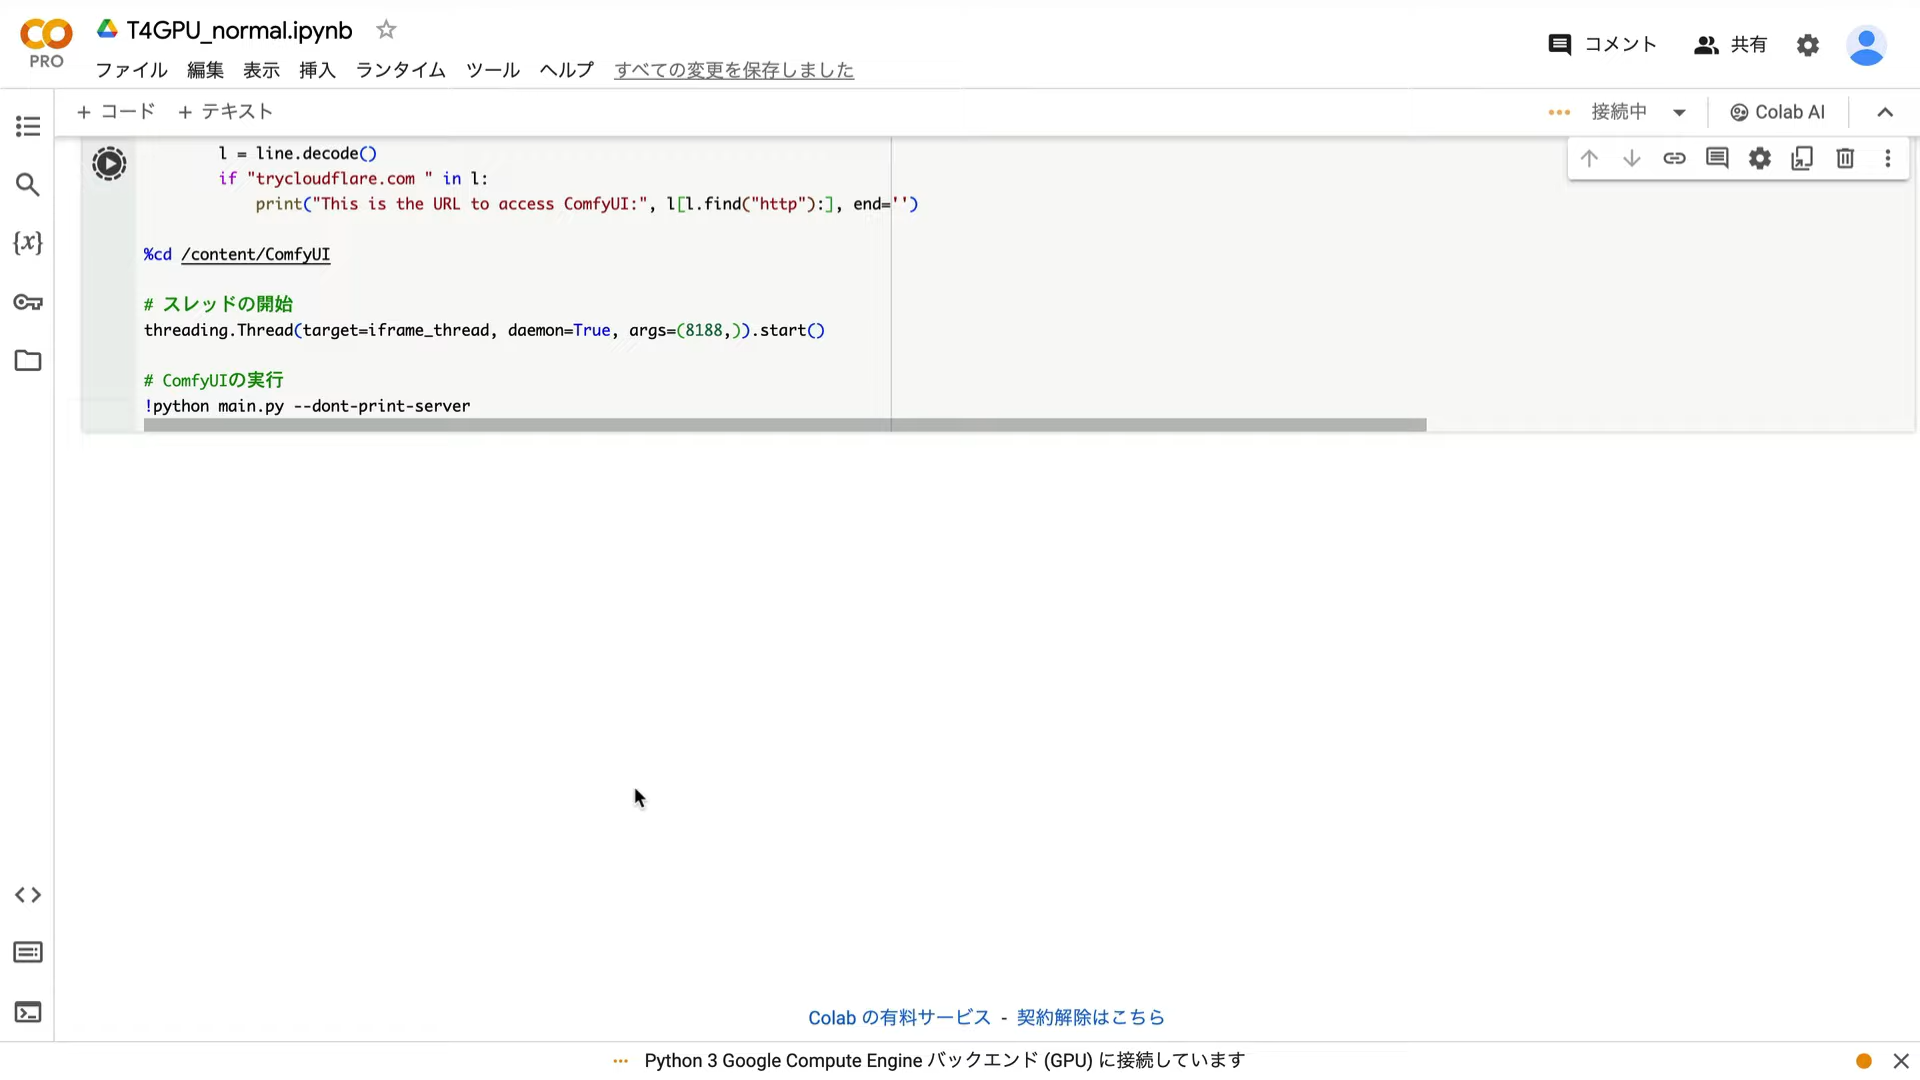 CO
PRO
T4GPU_normal.ipynb
ファイル 編集 表示 挿入 ランタイム ツール ヘルプ すべての変更を保存しました
コメント 共有
+ コード + テキスト
接続中 Colab AI
{x}
l = line.decode()
if "trycloudflare.com " in l:
print("This is the URL to access ComfyUI:", l[l.find("http"):], end='')
%cd /content/ComfyUI
# スレッドの開始
threading.Thread(target=iframe_thread, daemon=True, args=(8188,)).start()
# ComfyUIの実行
!python main.py --dont-print-server
Colab の有料サービス - 契約解除はこちら
Python 3 Google Compute Engine バックエンド (GPU) に接続しています